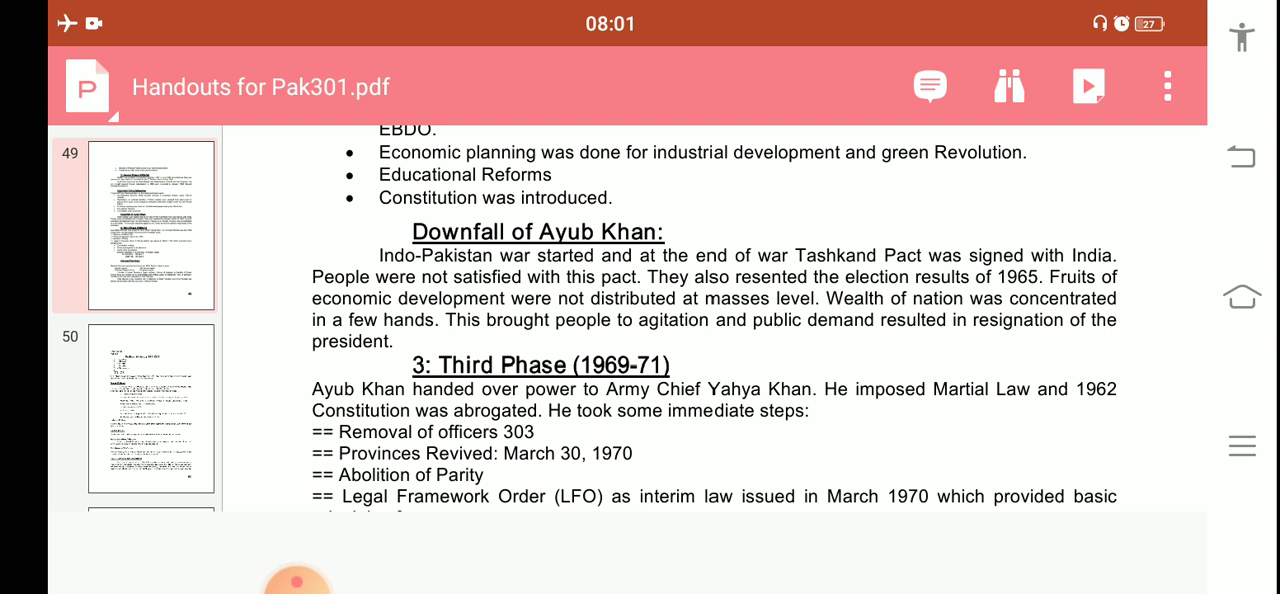 08:01
27
P
Handouts for Pak301.pdf
49
50
EBDO.
• Economic planning was done for industrial development and green Revolution.
• Educational Reforms
• Constitution was introduced.
Downfall of Ayub Khan:
Indo-Pakistan war started and at the end of war Tashkand Pact was signed with India.
People were not satisfied with this pact. They also resented the election results of 1965. Fruits of
economic development were not distributed at masses level. Wealth of nation was concentrated
in a few hands. This brought people to agitation and public demand resulted in resignation of the
president.
3: Third Phase (1969-71)
Ayub Khan handed over power to Army Chief Yahya Khan. He imposed Martial Law and 1962
Constitution was abrogated. He took some immediate steps:
== Removal of officers 303
== Provinces Revived: March 30, 1970
== Abolition of Parity
== Legal Framework Order (LFO) as interim law issued in March 1970 which provided basic